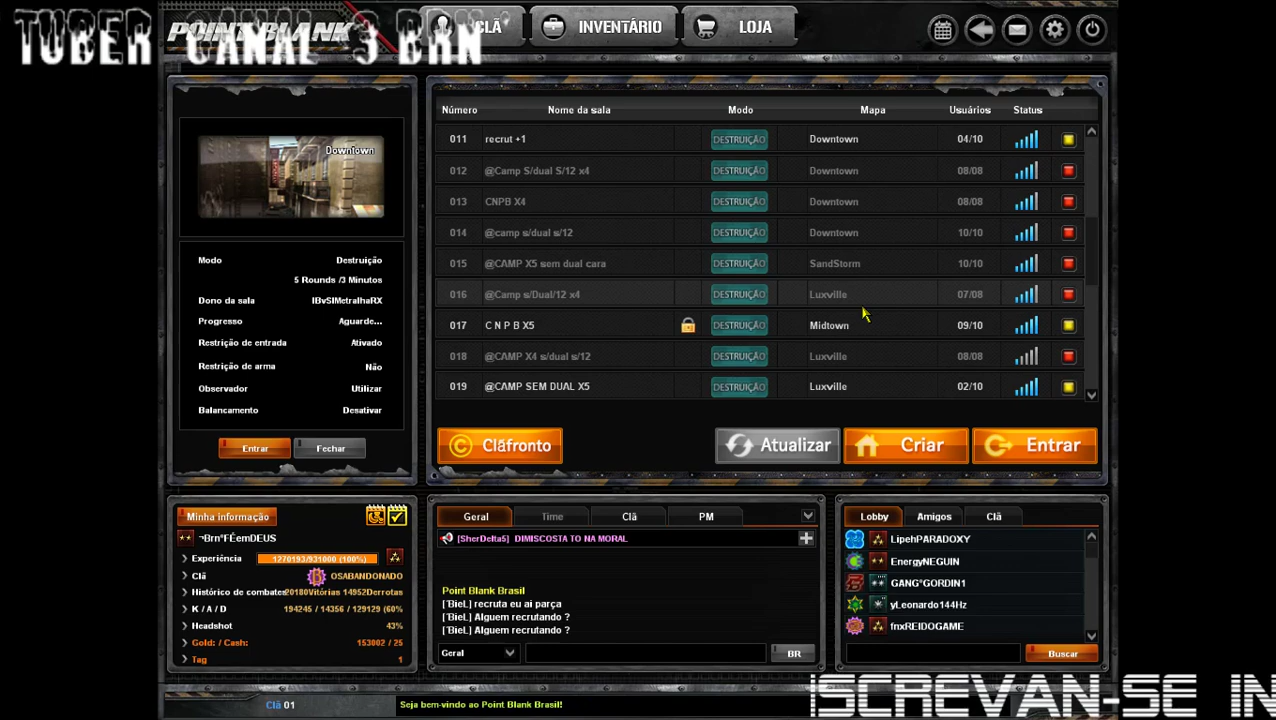 TUBER CANAL 3 BRN
POINT BLANK
CLÃ
INVENTÁRIO
LOJA
Downtown
Modo Destruição
5 Rounds /3 Minutos
Dono da sala IBvSIMetralhaRX
Progresso Aguarde...
Restrição de entrada Ativado
Restrição de arma Não
Observador Utilizar
Balancamento Desativar
Entrar Fechar
Número Nome da sala Modo Mapa Usuários Status
011 recrut +1 DESTRUIÇÃO Downtown 04/10
012 @Camp S/dual S/12 x4 DESTRUIÇÃO Downtown 08/08
013 CNPB X4 DESTRUIÇÃO Downtown 08/08
014 @camp s/dual s/12 DESTRUIÇÃO Downtown 10/10
015 @CAMP X5 sem dual cara DESTRUIÇÃO SandStorm 10/10
016 @Camp s/Dual/12 x4 DESTRUIÇÃO Luxville 07/08
017 C N P B X5 DESTRUIÇÃO Midtown 09/10
018 @CAMP X4 s/dual s/12 DESTRUIÇÃO Luxville 08/08
019 @CAMP SEM DUAL X5 DESTRUIÇÃO Luxville 02/10
Clãfronto Atualizar Criar Entrar
Minha informação
¬Brn°FÉemDEUS
Experiência 1270193/931000 (100%)
Clã OSABANDONADO
Histórico de combates 20180Vitórias 14952Derrotas
K / A / D 194245 / 14356 / 129129 (60%
Headshot 43%
Gold: / Cash: 153002 / 25
Tag 1
Geral Time Clã PM
[SherDelta5] DIMISCOSTA TO NA MORAL
Point Blank Brasil
[ˆBieL] recruta eu ai parça
[ˆBieL] Alguem recrutando ?
[ˆBieL] Alguem recrutando ?
Geral BR
Lobby Amigos Clã
LipehPARADOXY
EnergyNEGUIN
GANG°GORDIN1
yLeonardo144Hz
fnxREIDOGAME
Buscar
Clã 01 Seja bem-vindo ao Point Blank Brasil!
ISCREVAN-SE IN